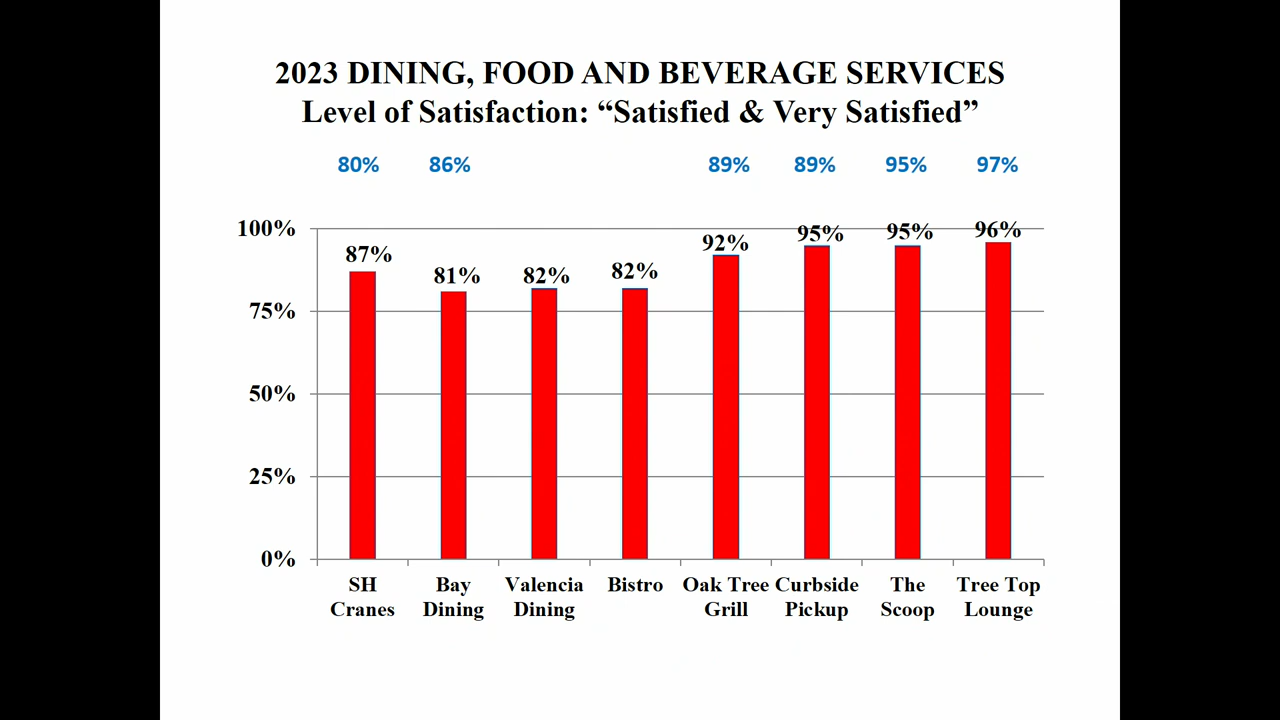 2023 DINING, FOOD AND BEVERAGE SERVICES
Level of Satisfaction: “Satisfied & Very Satisfied”
80% 86% 89% 89% 95% 97%
100%
87% 81% 82% 82% 92% 95% 95% 96%
75%
50%
25%
0%
SH Cranes
Bay Dining
Valencia Dining
Bistro
Oak Tree Grill
Curbside Pickup
The Scoop
Tree Top Lounge